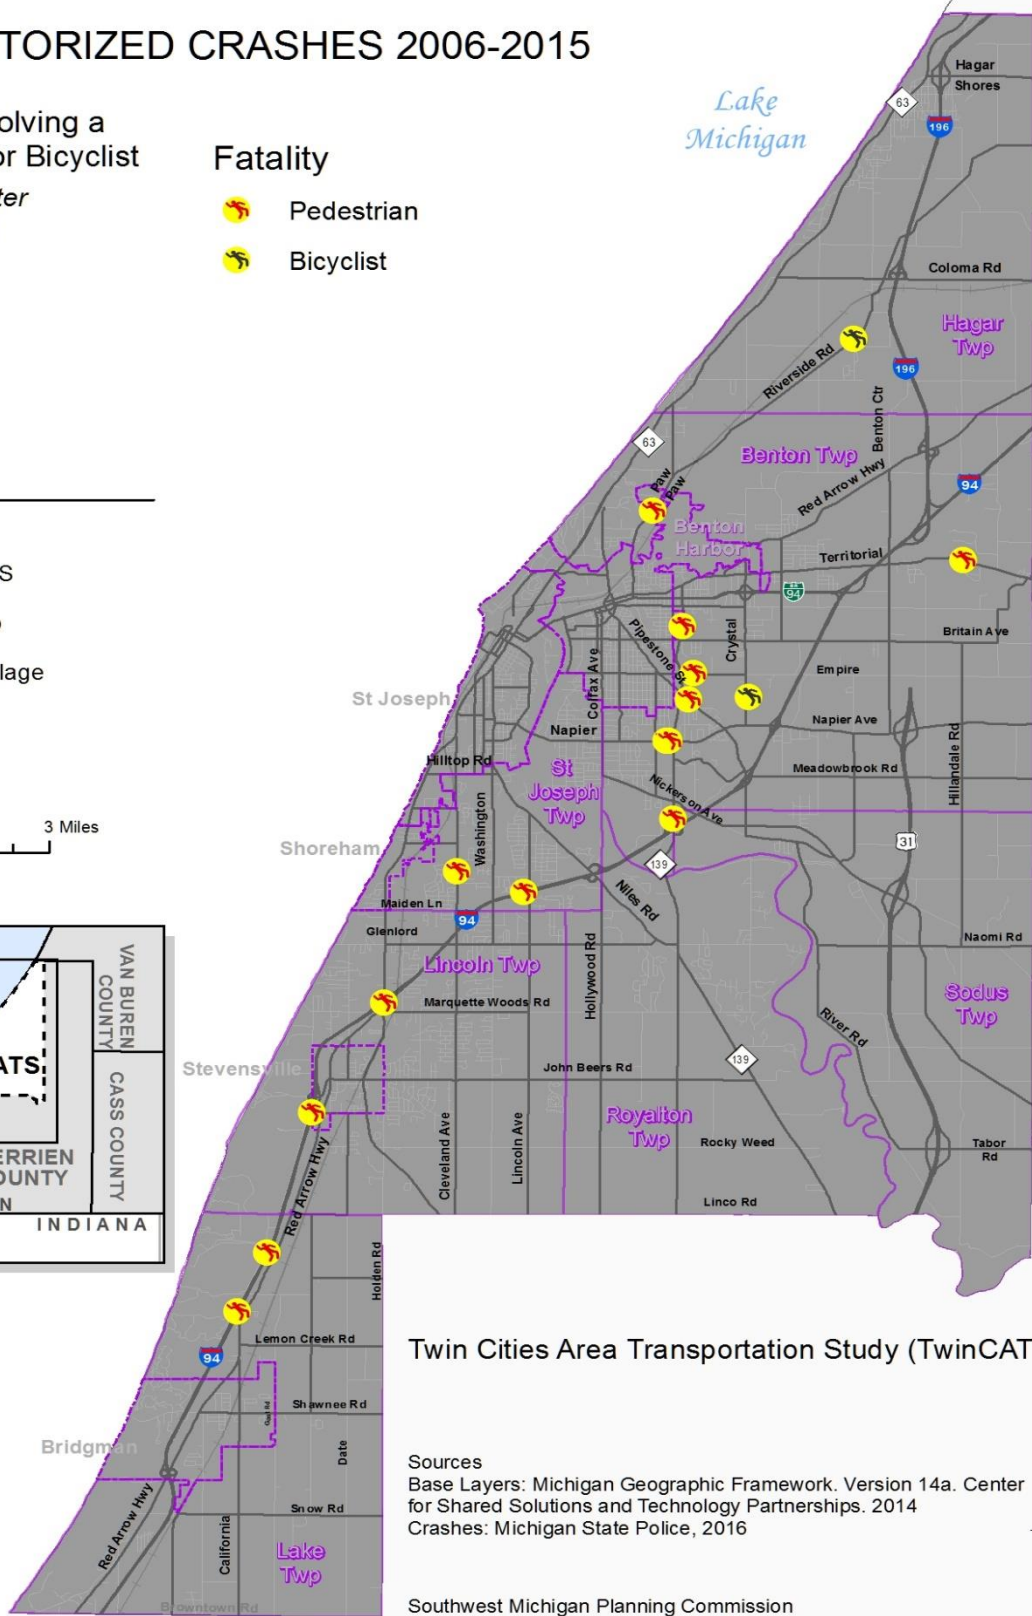 TORIZED CRASHES 2006-2015
olving a
or Bicyclist
ter
Fatality
Pedestrian
Bicyclist
Lake
Michigan
Hagar
Shores
63
196
Coloma Rd
Hagar
Twp
Riverside Rd
196
Benton Ctr
63
Benton Twp
Paw
Paw
Red Arrow Hwy
94
Benton
Harbor
Territorial
S
94
lage
Pipestone St
Crystal
Britain Ave
Colfax Ave
Empire
St Joseph
Napier
Napier Ave
Hilltop Rd
St
Joseph
Twp
Meadowbrook Rd
Hillandale Rd
Nickerson Ave
3 Miles
Washington
31
Shoreham
139
Niles Rd
Maiden Ln
94
Glenlord
Naomi Rd
Lincoln Twp
Hollywood Rd
VAN BUREN
COUNTY
Marquette Woods Rd
Sodus
Twp
River Rd
ATS
Stevensville
139
John Beers Rd
CASS COUNTY
Royalton
Twp
Cleveland Ave
Lincoln Ave
Rocky Weed
Tabor
Rd
ERRIEN
OUNTY
N
INDIANA
Red Arrow Hwy
Linco Rd
Holden Rd
Lemon Creek Rd
94
Twin Cities Area Transportation Study (TwinCAT
Shawnee Rd
Bridgman
Date
Sources
Base Layers: Michigan Geographic Framework. Version 14a. Center
for Shared Solutions and Technology Partnerships. 2014
Crashes: Michigan State Police, 2016
Snow Rd
Red Arrow Hwy
California
Lake
Twp
Browntown Rd
Southwest Michigan Planning Commission